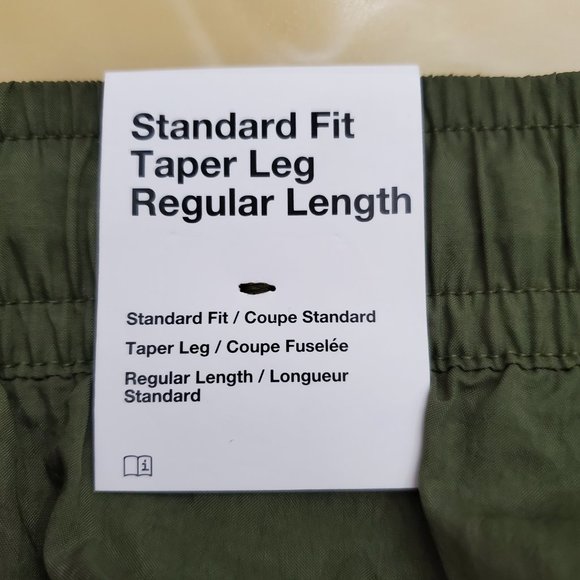 Standard Fit
Taper Leg
Regular Length
Standard Fit / Coupe Standard
Taper Leg / Coupe Fuselée
Regular Length / Longueur
Standard
i